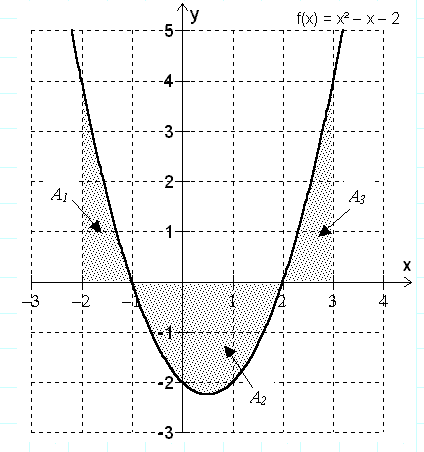 y
f(x) = x² – x – 2
5
4
3
2
A1
A3
1
x
–3 –2 –1 1 2 3 4
–1
–2
A2
–3